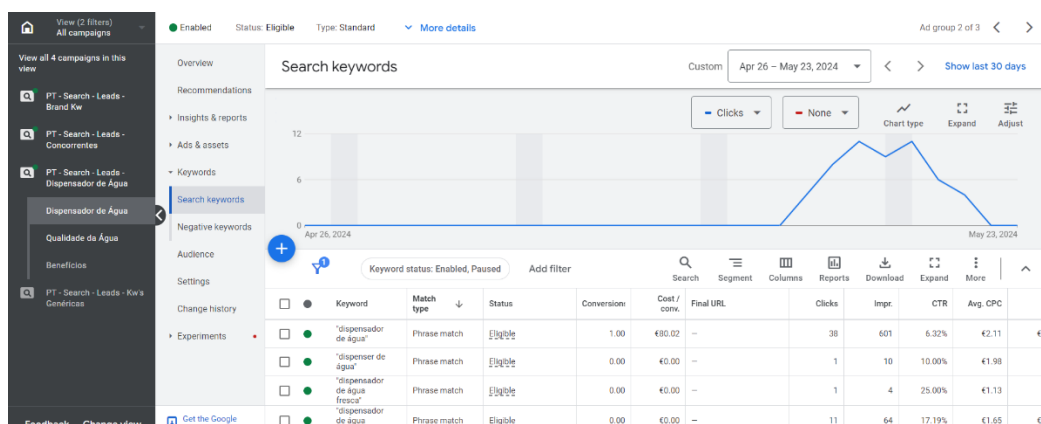 View (2 filters)
All campaigns
Enabled Status: Eligible Type: Standard More details
Ad group 2 of 3
View all 4 campaigns in this
view
PT - Search - Leads -
Brand Kw
PT - Search - Leads -
Concorrentes
PT - Search - Leads -
Dispensador de Água
Dispensador de Água
Qualidade da Água
Benefícios
PT - Search - Leads - Kw's
Genéricas
Feedback Change view
Overview
Recommendations
Insights & reports
Ads & assets
Keywords
Search keywords
Negative keywords
Audience
Settings
Change history
Experiments
Get the Google
Search keywords
Custom Apr 26 – May 23, 2024 Show last 30 days
Clicks None Chart type Expand Adjust
12
6
0
Apr 26, 2024 May 23, 2024
1
Keyword status: Enabled, Paused Add filter
Search Segment Columns Reports Download Expand More
Keyword Match type Status Conversions Cost / conv. Final URL Clicks Impr. CTR Avg. CPC
"dispensador de água" Phrase match Eligible 1.00 €80.02 – 38 601 6.32% €2.11
"dispenser de água" Phrase match Eligible 0.00 €0.00 – 1 10 10.00% €1.98
"dispensador de água fresca" Phrase match Eligible 0.00 €0.00 – 1 4 25.00% €1.13
"dispensador de água Phrase match Eligible 0.00 €0.00 – 11 64 17.19% €1.65